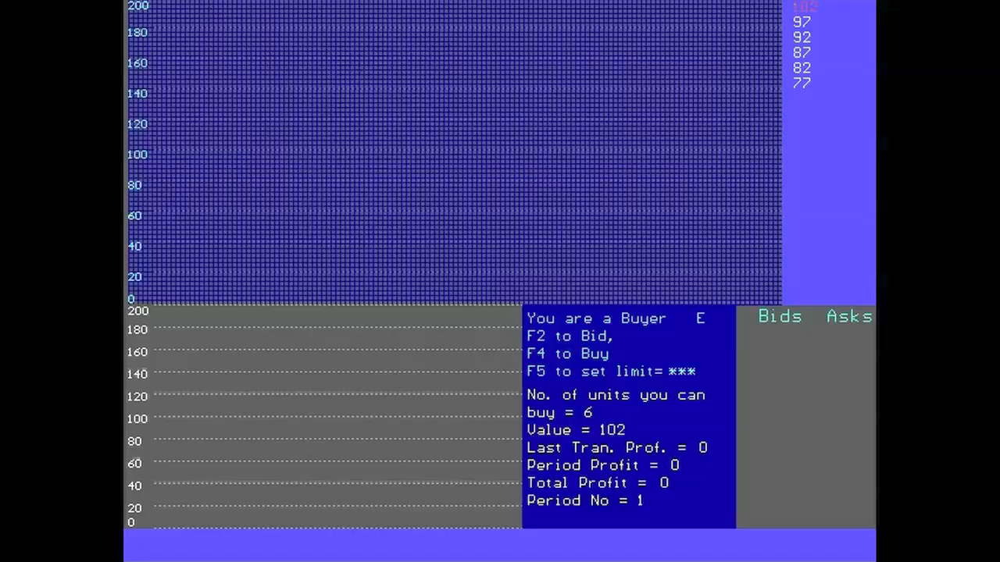 200
180
160
140
120
100
80
60
40
20
0
102
97
92
87
82
77
200
180
160
140
120
100
80
60
40
20
0
You are a Buyer E
F2 to Bid,
F4 to Buy
F5 to set limit= ***
No. of units you can
buy = 6
Value = 102
Last Tran. Prof. = 0
Period Profit = 0
Total Profit = 0
Period No = 1
Bids Asks